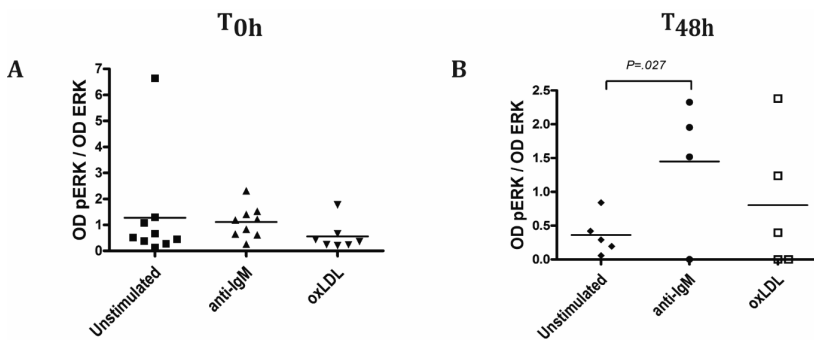 T0h
T48h
A
OD pERK / OD ERK
7
6
5
4
3
2
1
0
Unstimulated
anti-IgM
oxLDL
B
P=.027
OD pERK / OD ERK
2.5
2.0
1.5
1.0
0.5
0.0
Unstimulated
anti-IgM
oxLDL